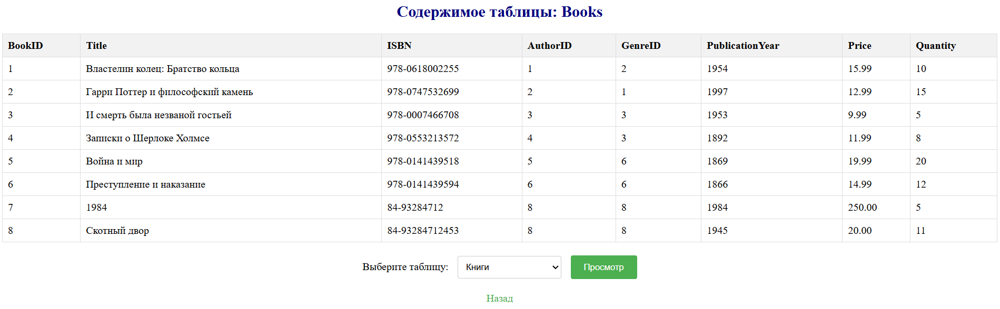 Содержимое таблицы: Books
BookID Title ISBN AuthorID GenreID PublicationYear Price Quantity
1 Властелин колец: Братство кольца 978-0618002255 1 2 1954 15.99 10
2 Гарри Поттер и философский камень 978-0747532699 2 1 1997 12.99 15
3 И смерть была незваной гостьей 978-0007466708 3 3 1953 9.99 5
4 Записки о Шерлоке Холмсе 978-0553213572 4 3 1892 11.99 8
5 Война и мир 978-0141439518 5 6 1869 19.99 20
6 Преступление и наказание 978-0141439594 6 6 1866 14.99 12
7 1984 84-93284712 8 8 1984 250.00 5
8 Скотный двор 84-93284712453 8 8 1945 20.00 11
Выберите таблицу: Книги Просмотр
Назад